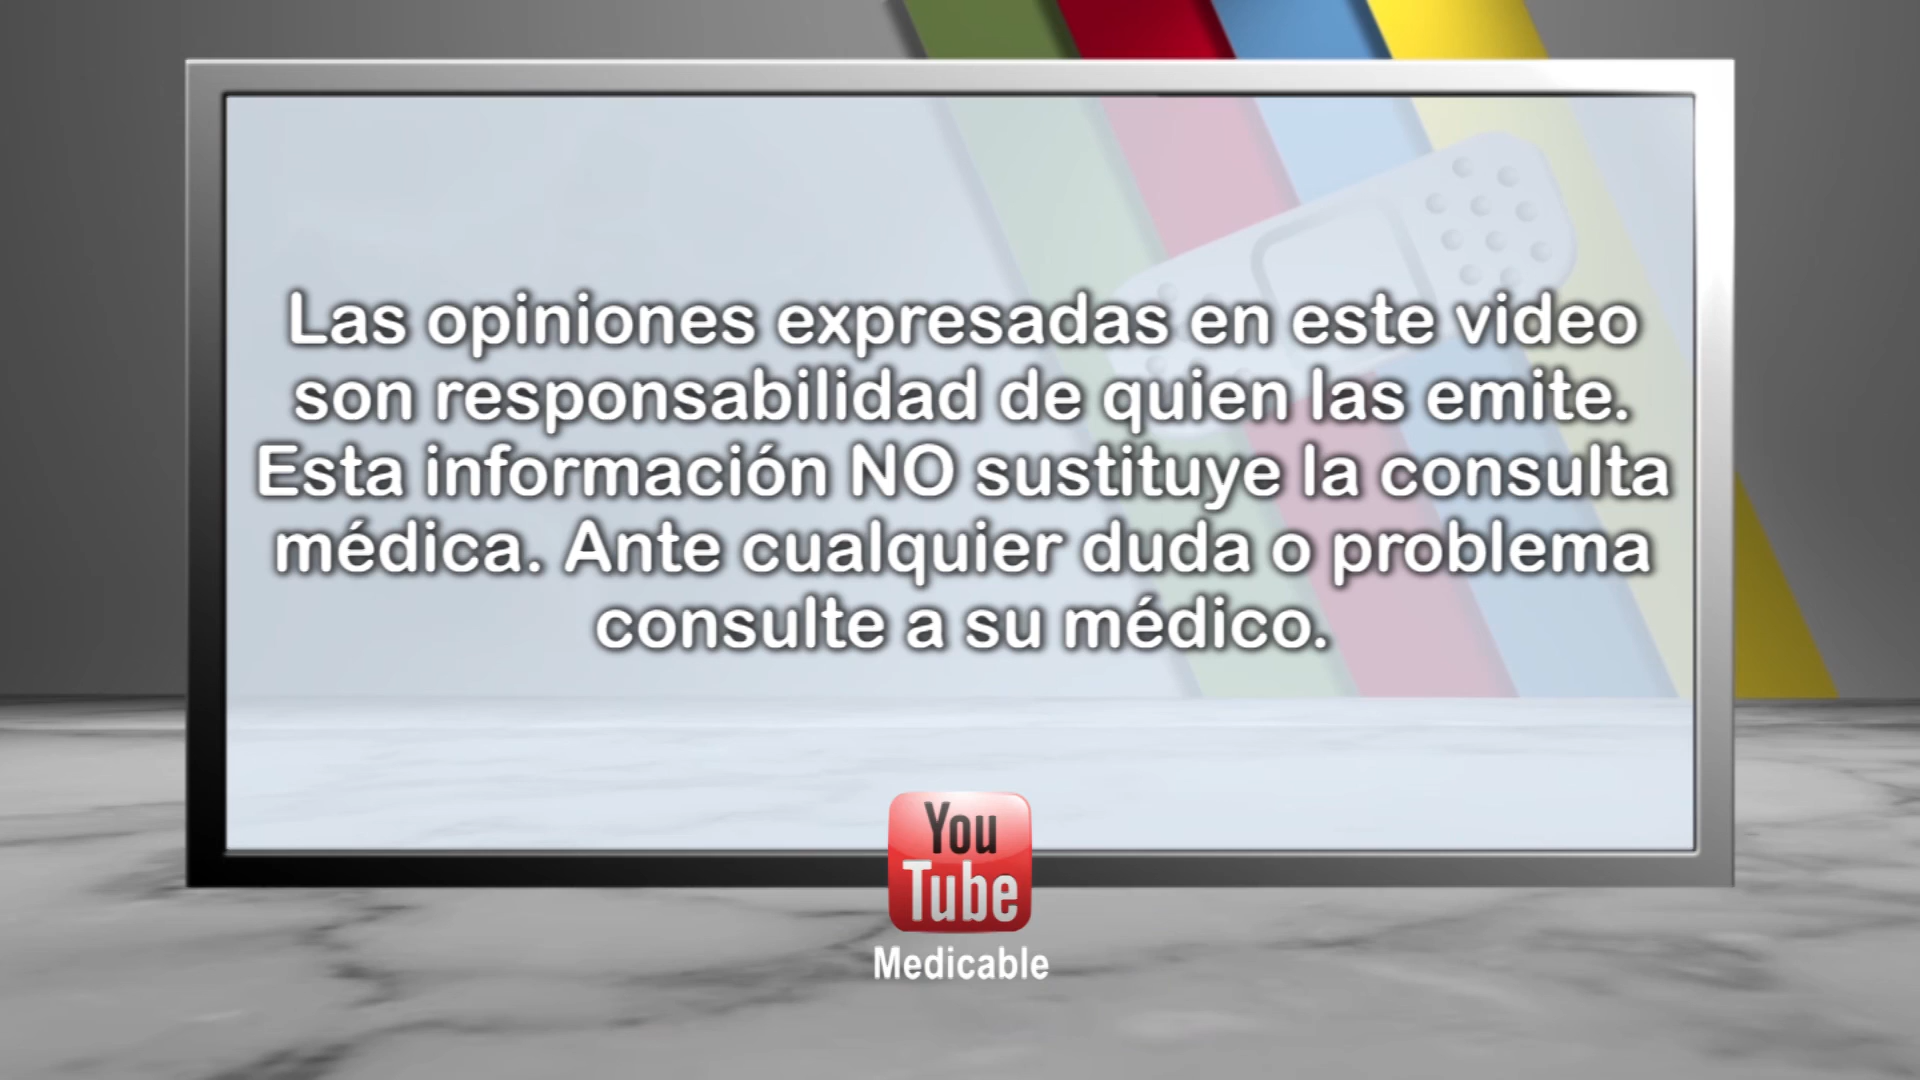 Las opiniones expresadas en este video
son responsabilidad de quien las emite.
Esta información NO sustituye la consulta
médica. Ante cualquier duda o problema
consulte a su médico.
You
Tube
Medicable